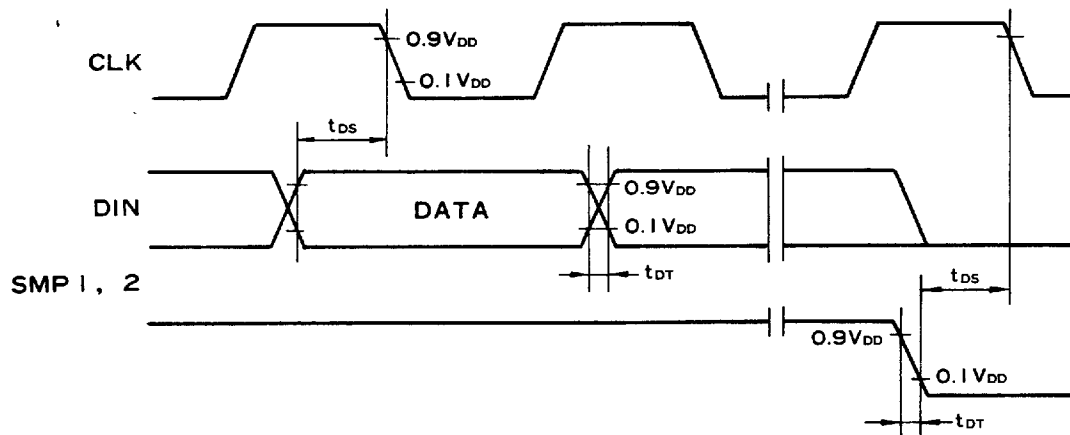 CLK
0.9VDD
0.1VDD
tDS
DIN
DATA
0.9VDD
0.1VDD
tDT
SMP1, 2
tDS
0.9VDD
0.1VDD
tDT